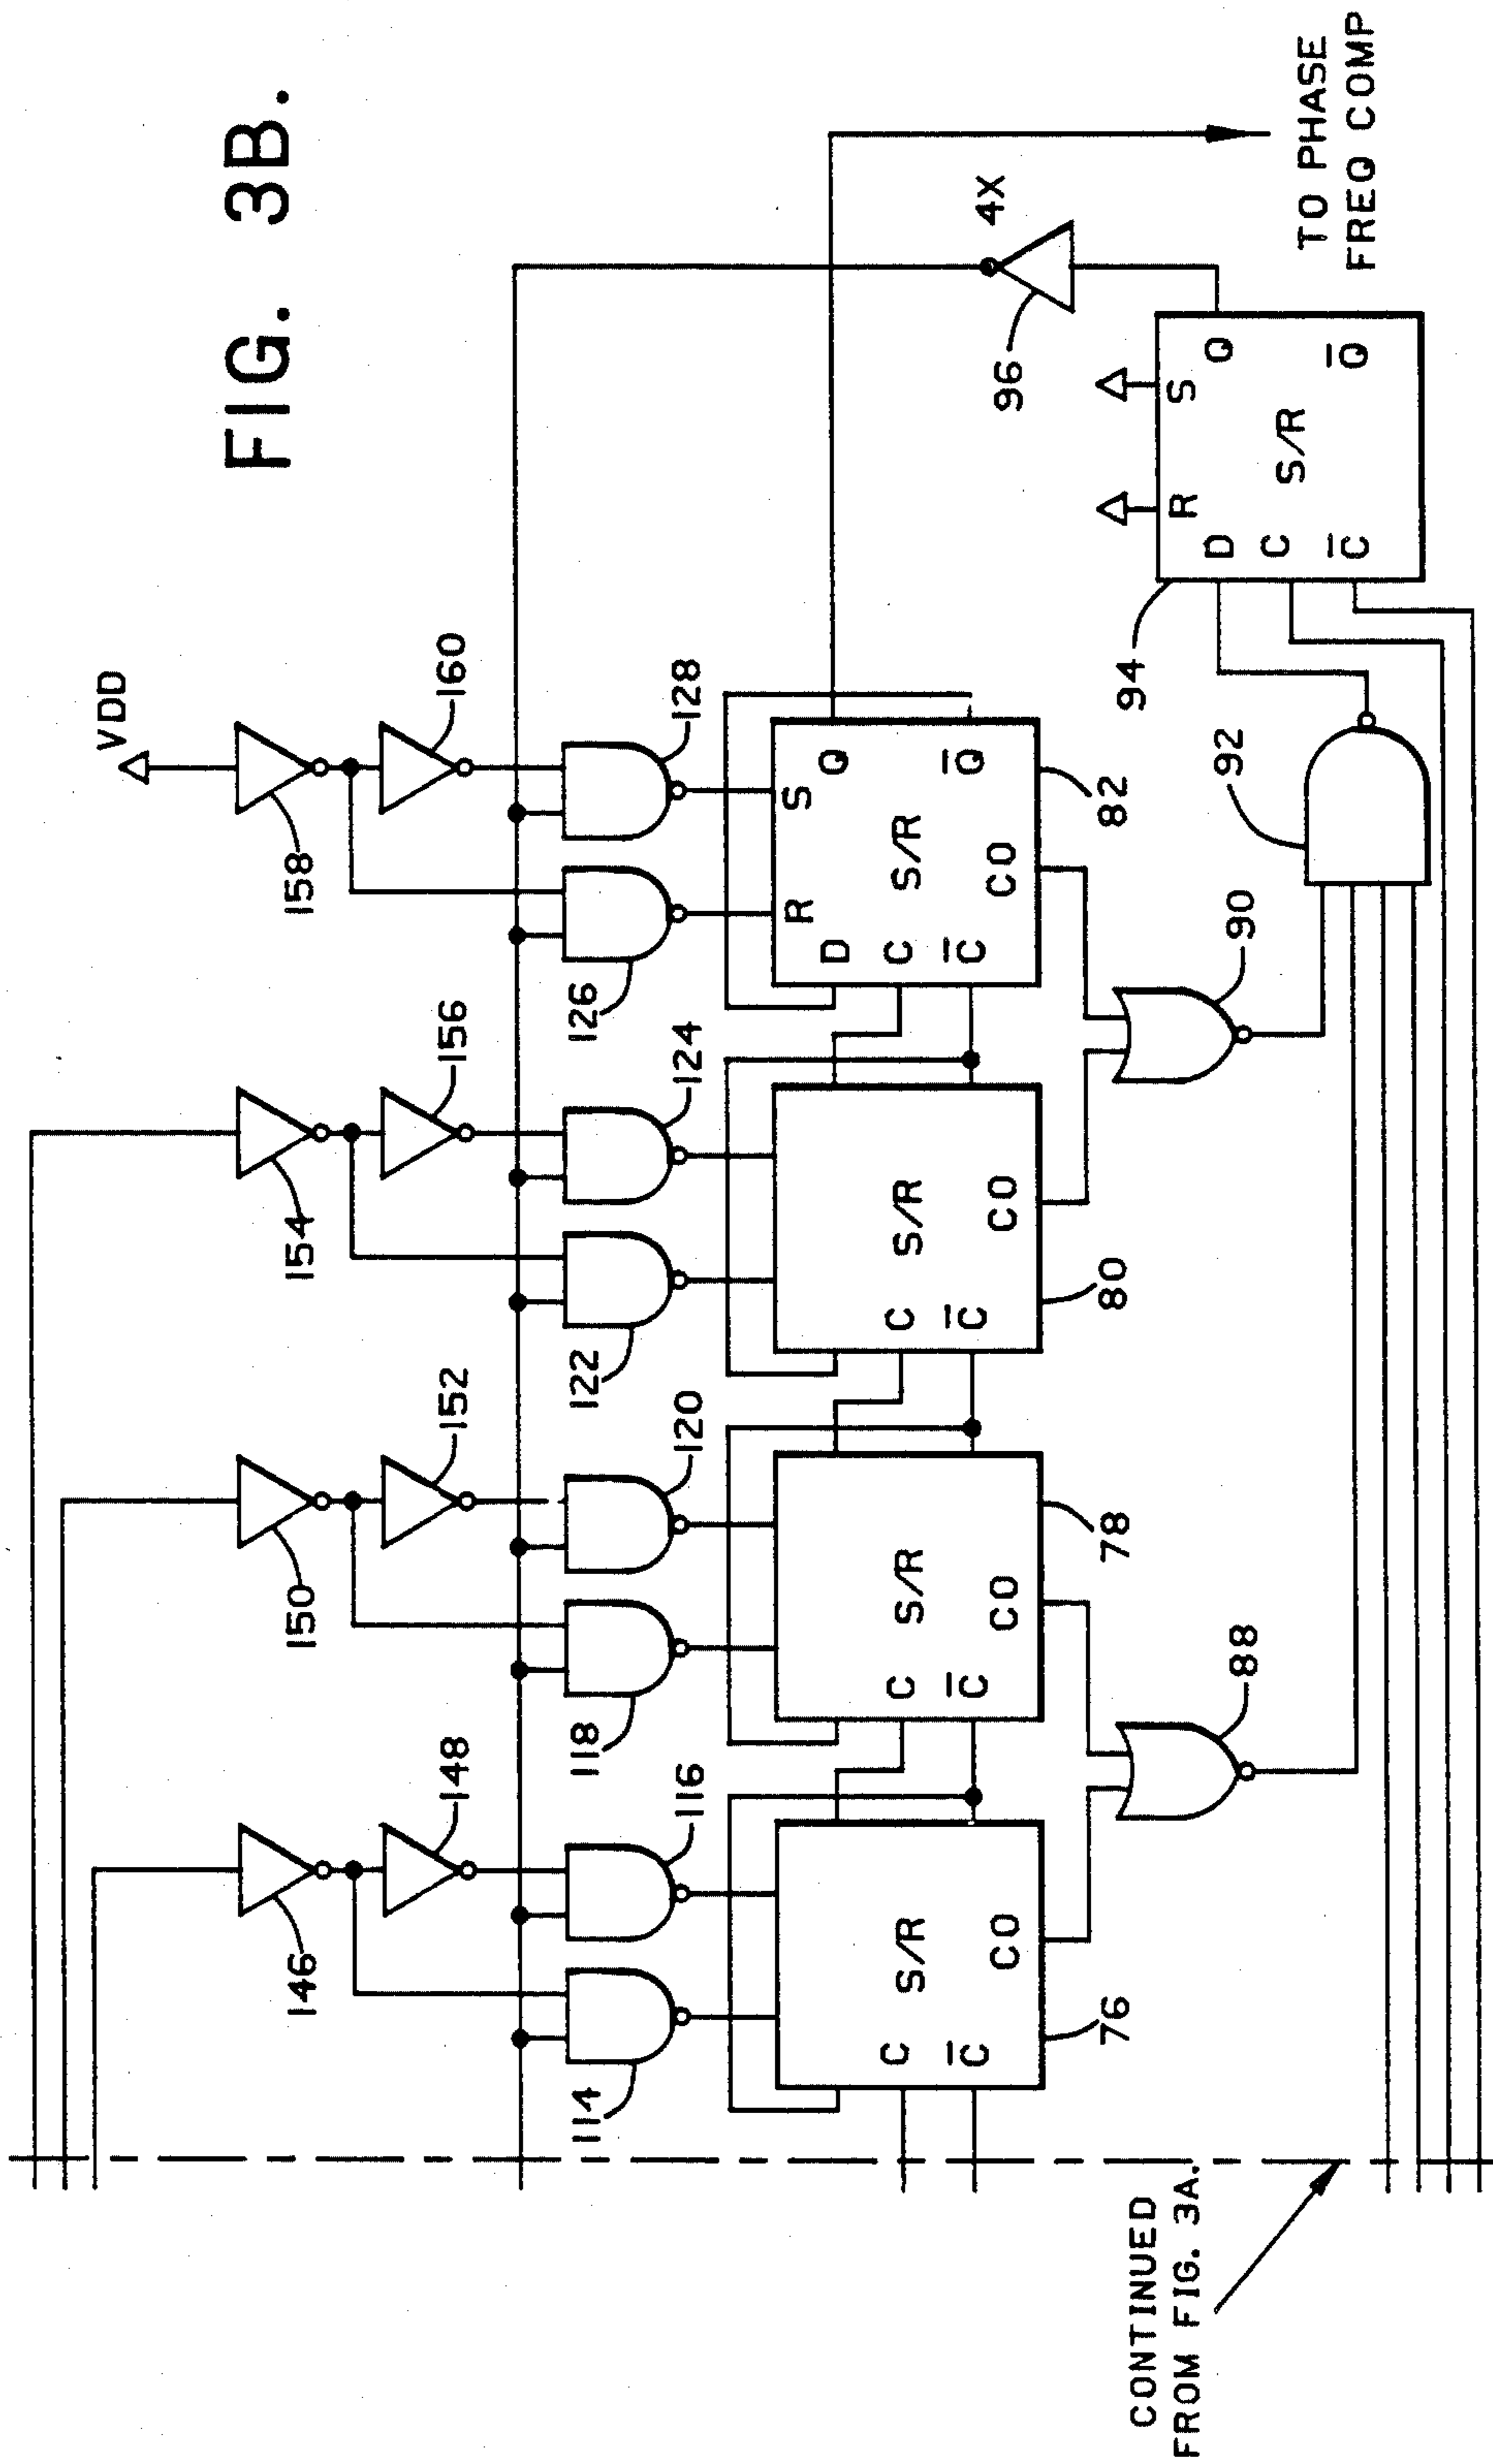 FIG. 3B.
VDD
146
150
154
158
148
152
156
160
114
116
118
120
122
124
126
128
C
C̅
S/R
CO
76
C
C̅
S/R
CO
78
C
C̅
S/R
CO
80
R
S
D
C
C̅
S/R
Q
Q̅
CO
82
88
90
92
94
R
S
D
C
C̅
S/R
Q
Q̅
96
4X
TO PHASE
FREQ COMP
CONTINUED
FROM FIG. 3A.